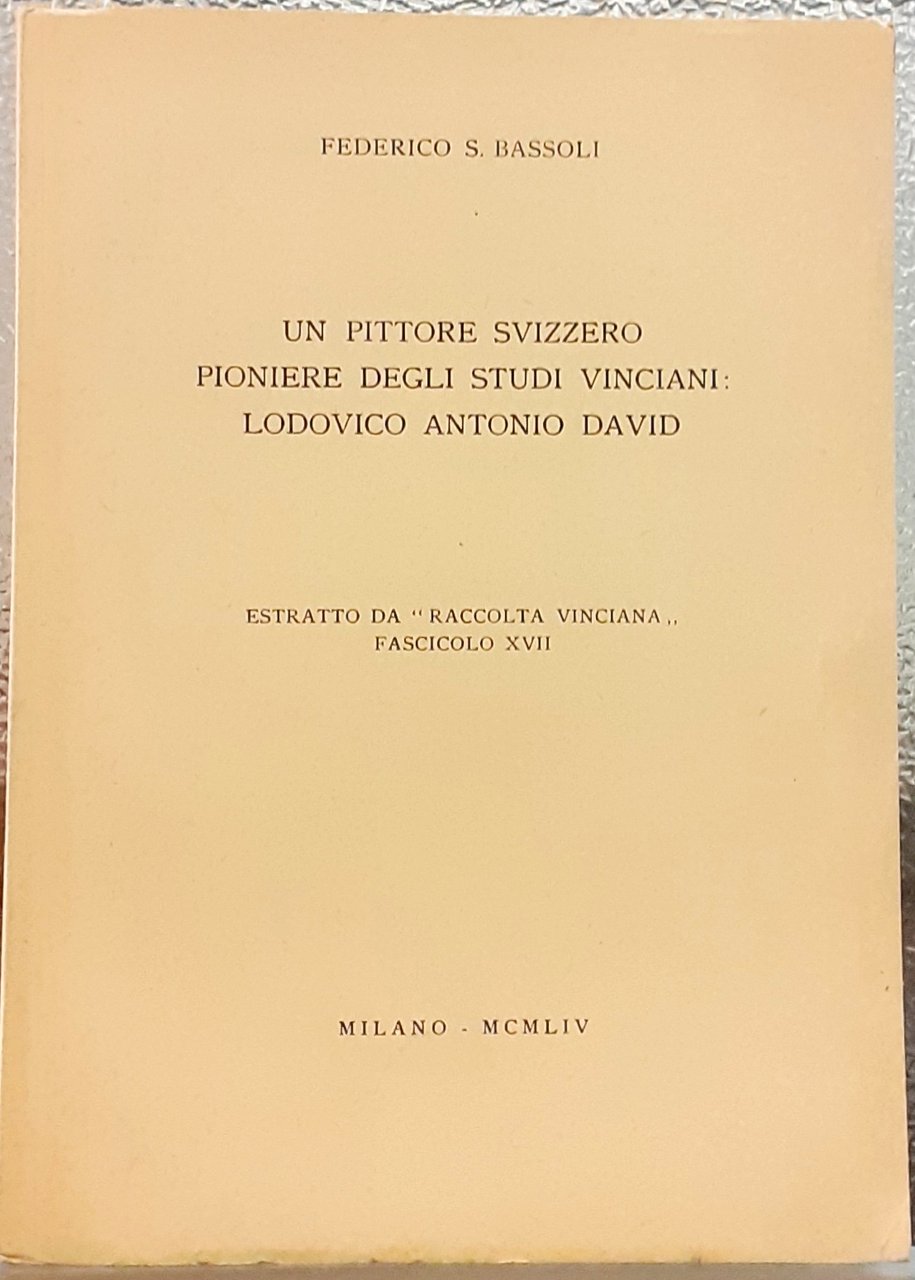 FEDERICO S. BASSOLI
UN PITTORE SVIZZERO
PIONIERE DEGLI STUDI VINCIANI:
LODOVICO ANTONIO DAVID
ESTRATTO DA “RACCOLTA VINCIANA„
FASCICOLO XVII
MILANO - MCMLIV